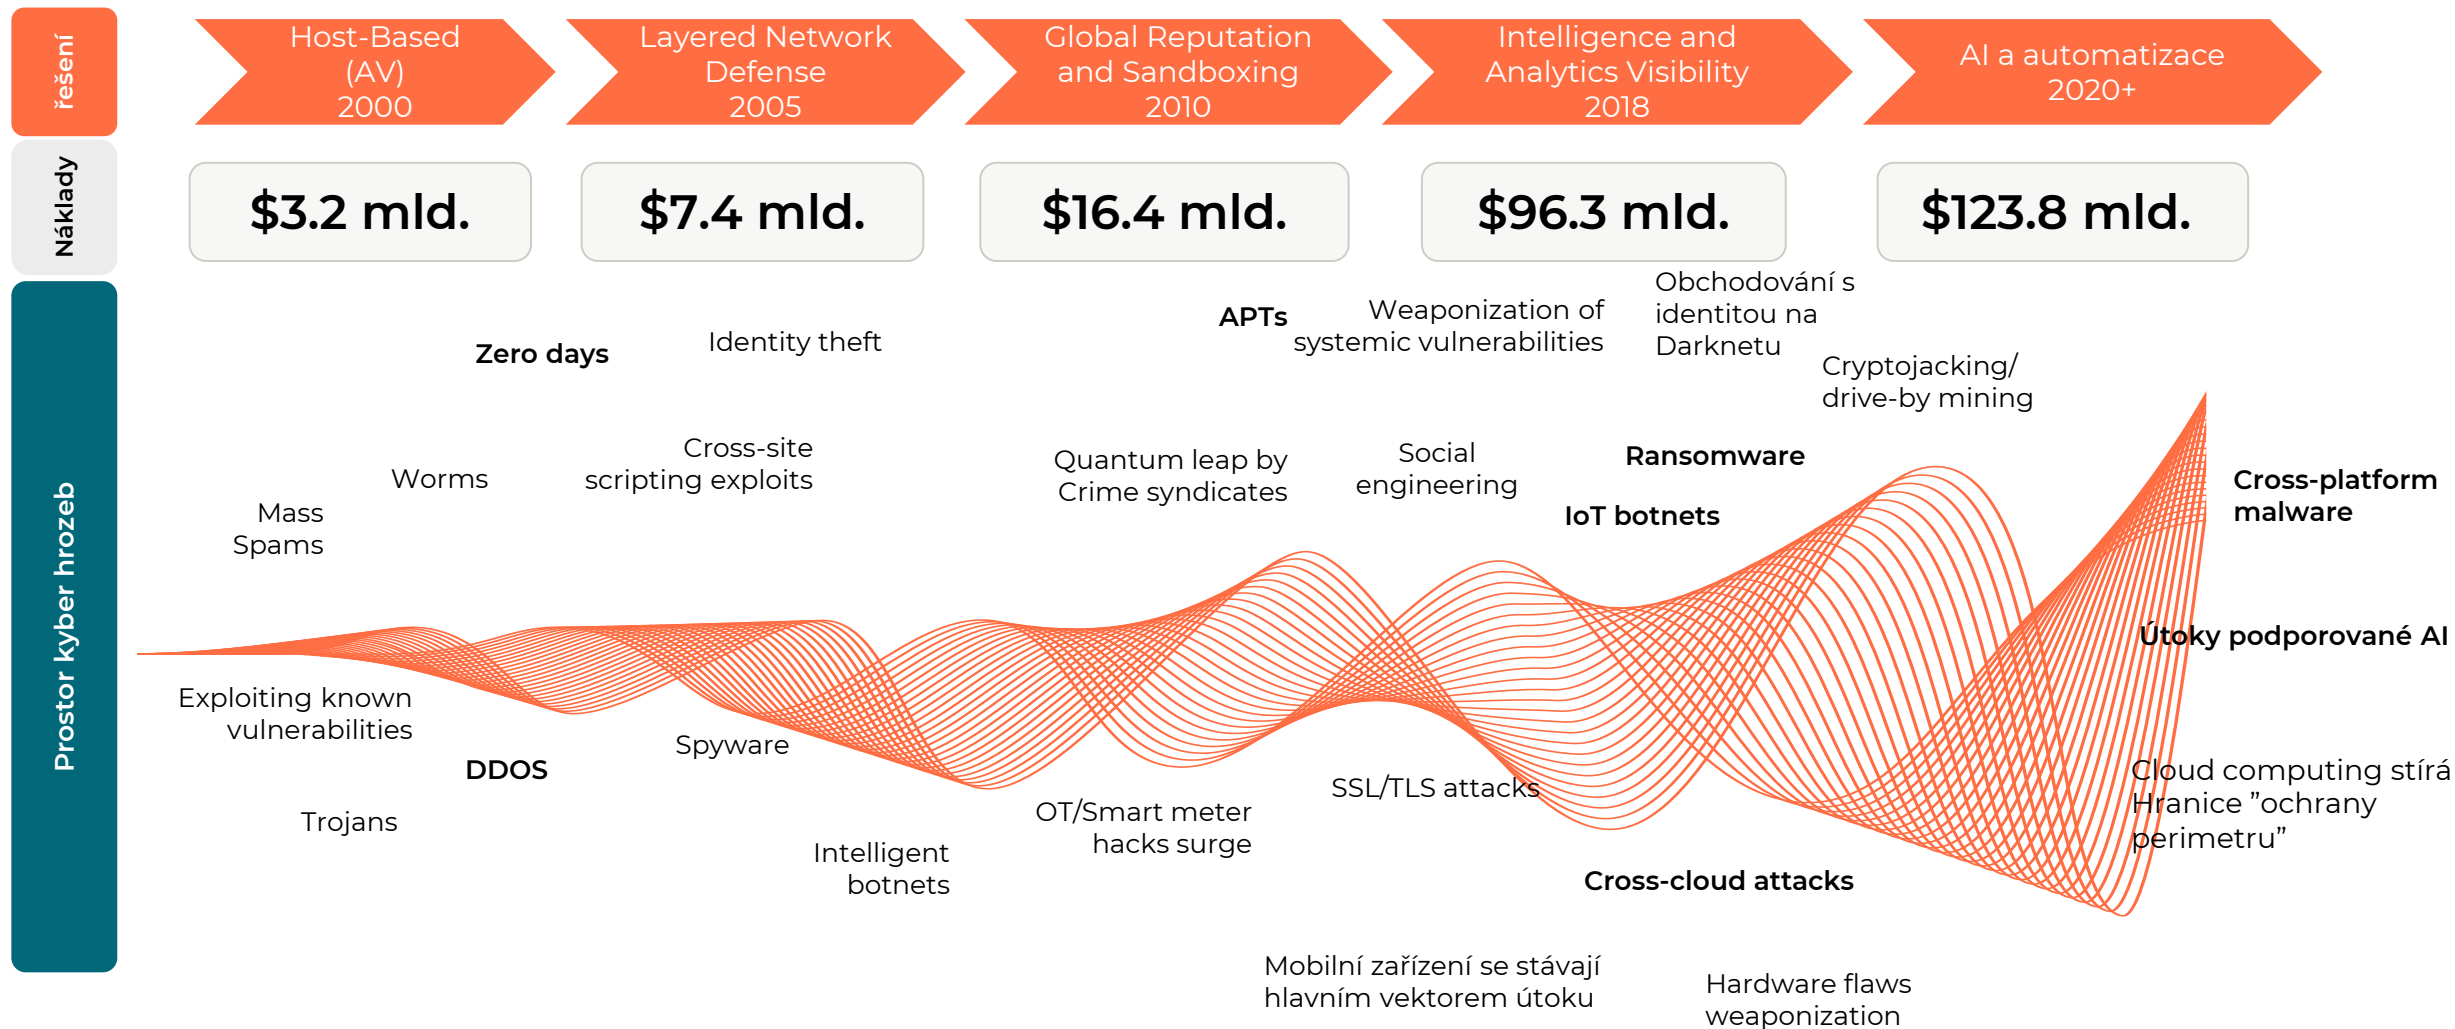 řešení
Host-Based
(AV)
2000
Layered Network
Defense
2005
Global Reputation
and Sandboxing
2010
Intelligence and
Analytics Visibility
2018
AI a automatizace
2020+
Náklady
$3.2 mld.
$7.4 mld.
$16.4 mld.
$96.3 mld.
$123.8 mld.
Prostor kyber hrozeb
Mass
Spams
Worms
Zero days
Identity theft
Cross-site
scripting exploits
APTs
Weaponization of
systemic vulnerabilities
Obchodování s
identitou na
Darknetu
Cryptojacking/
drive-by mining
Quantum leap by
Crime syndicates
Social
engineering
Ransomware
IoT botnets
Cross-platform
malware
Útoky podporované AI
Exploiting known
vulnerabilities
DDOS
Trojans
Spyware
Intelligent
botnets
OT/Smart meter
hacks surge
SSL/TLS attacks
Cloud computing stírá
Hranice ”ochrany
perimetru”
Cross-cloud attacks
Mobilní zařízení se stávají
hlavním vektorem útoku
Hardware flaws
weaponization